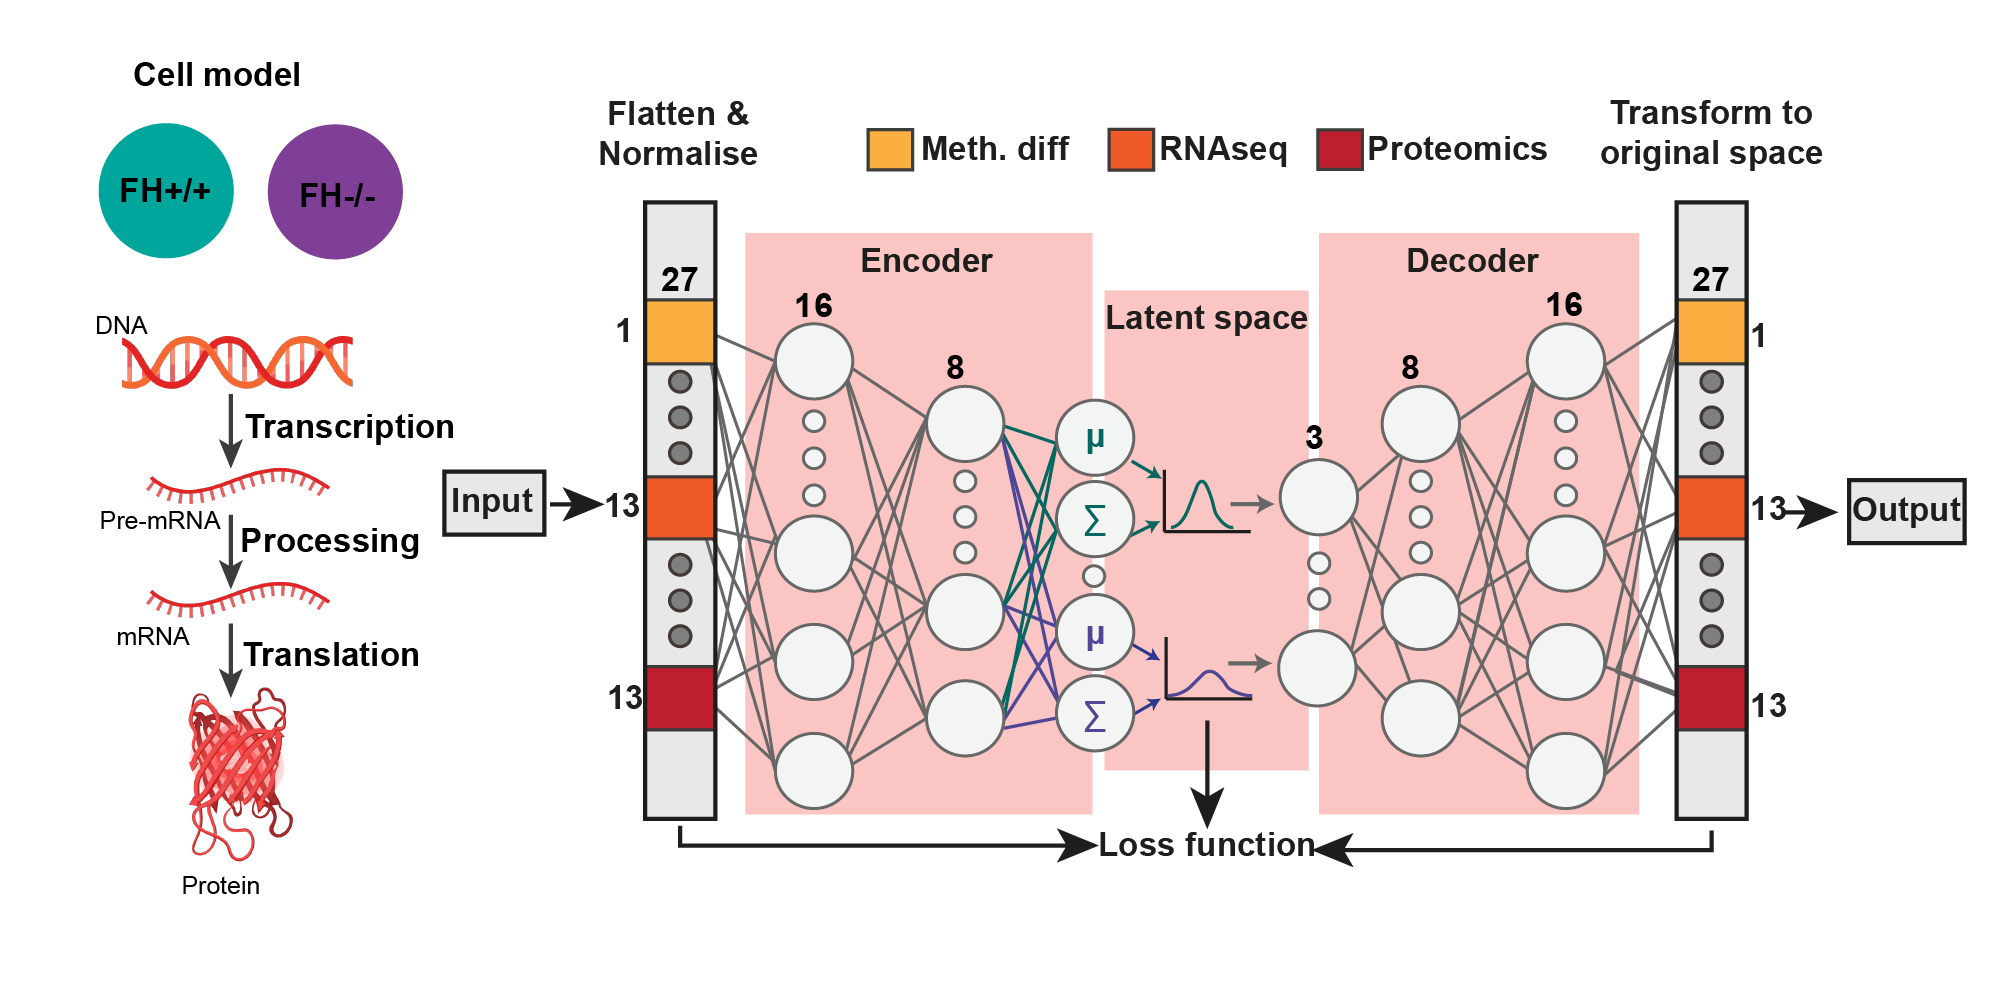 Cell model
FH+/+
FH-/-
DNA
Transcription
Pre-mRNA
Processing
mRNA
Translation
Protein
Input
Flatten &
Normalise
27
1
13
13
Meth. diff
RNAseq
Proteomics
Encoder
16
8
Latent space
μ
Σ
μ
Σ
3
Decoder
8
16
Transform to
original space
27
1
13
13
Output
Loss function